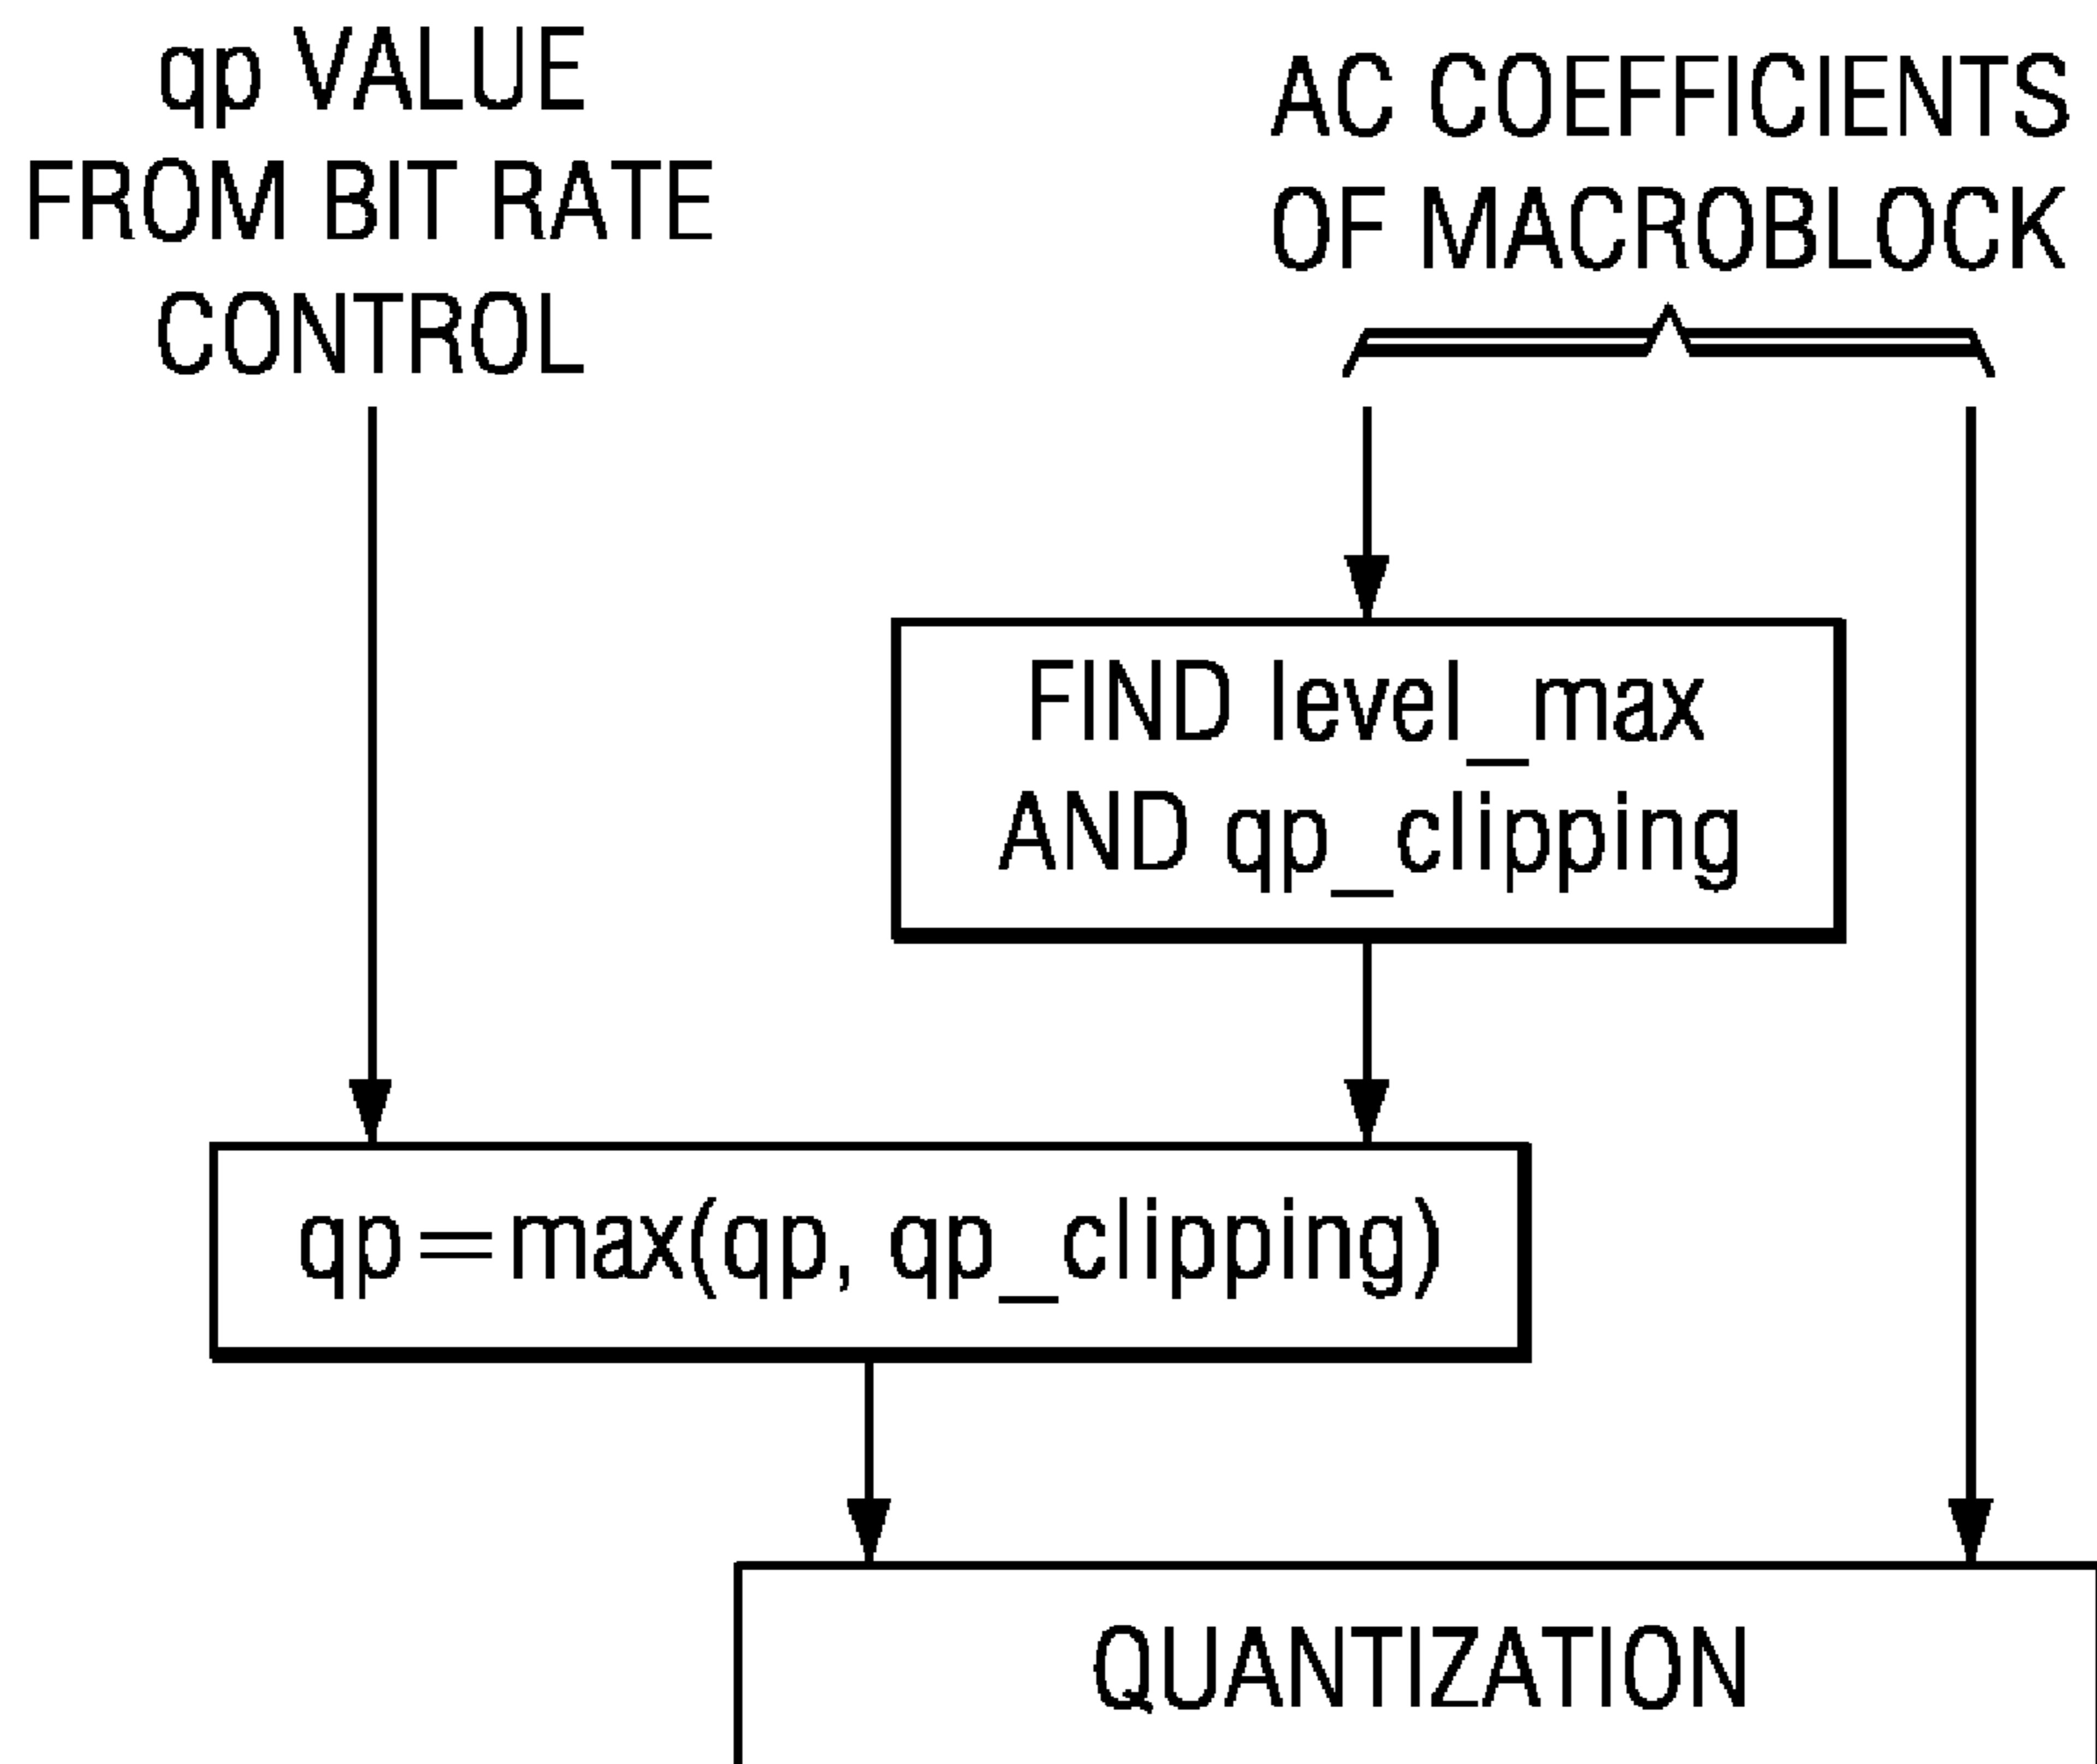 qp VALUE
FROM BIT RATE
CONTROL
AC COEFFICIENTS
OF MACROBLOCK
FIND level_max
AND qp_clipping
qp=max(qp, qp_clipping)
QUANTIZATION